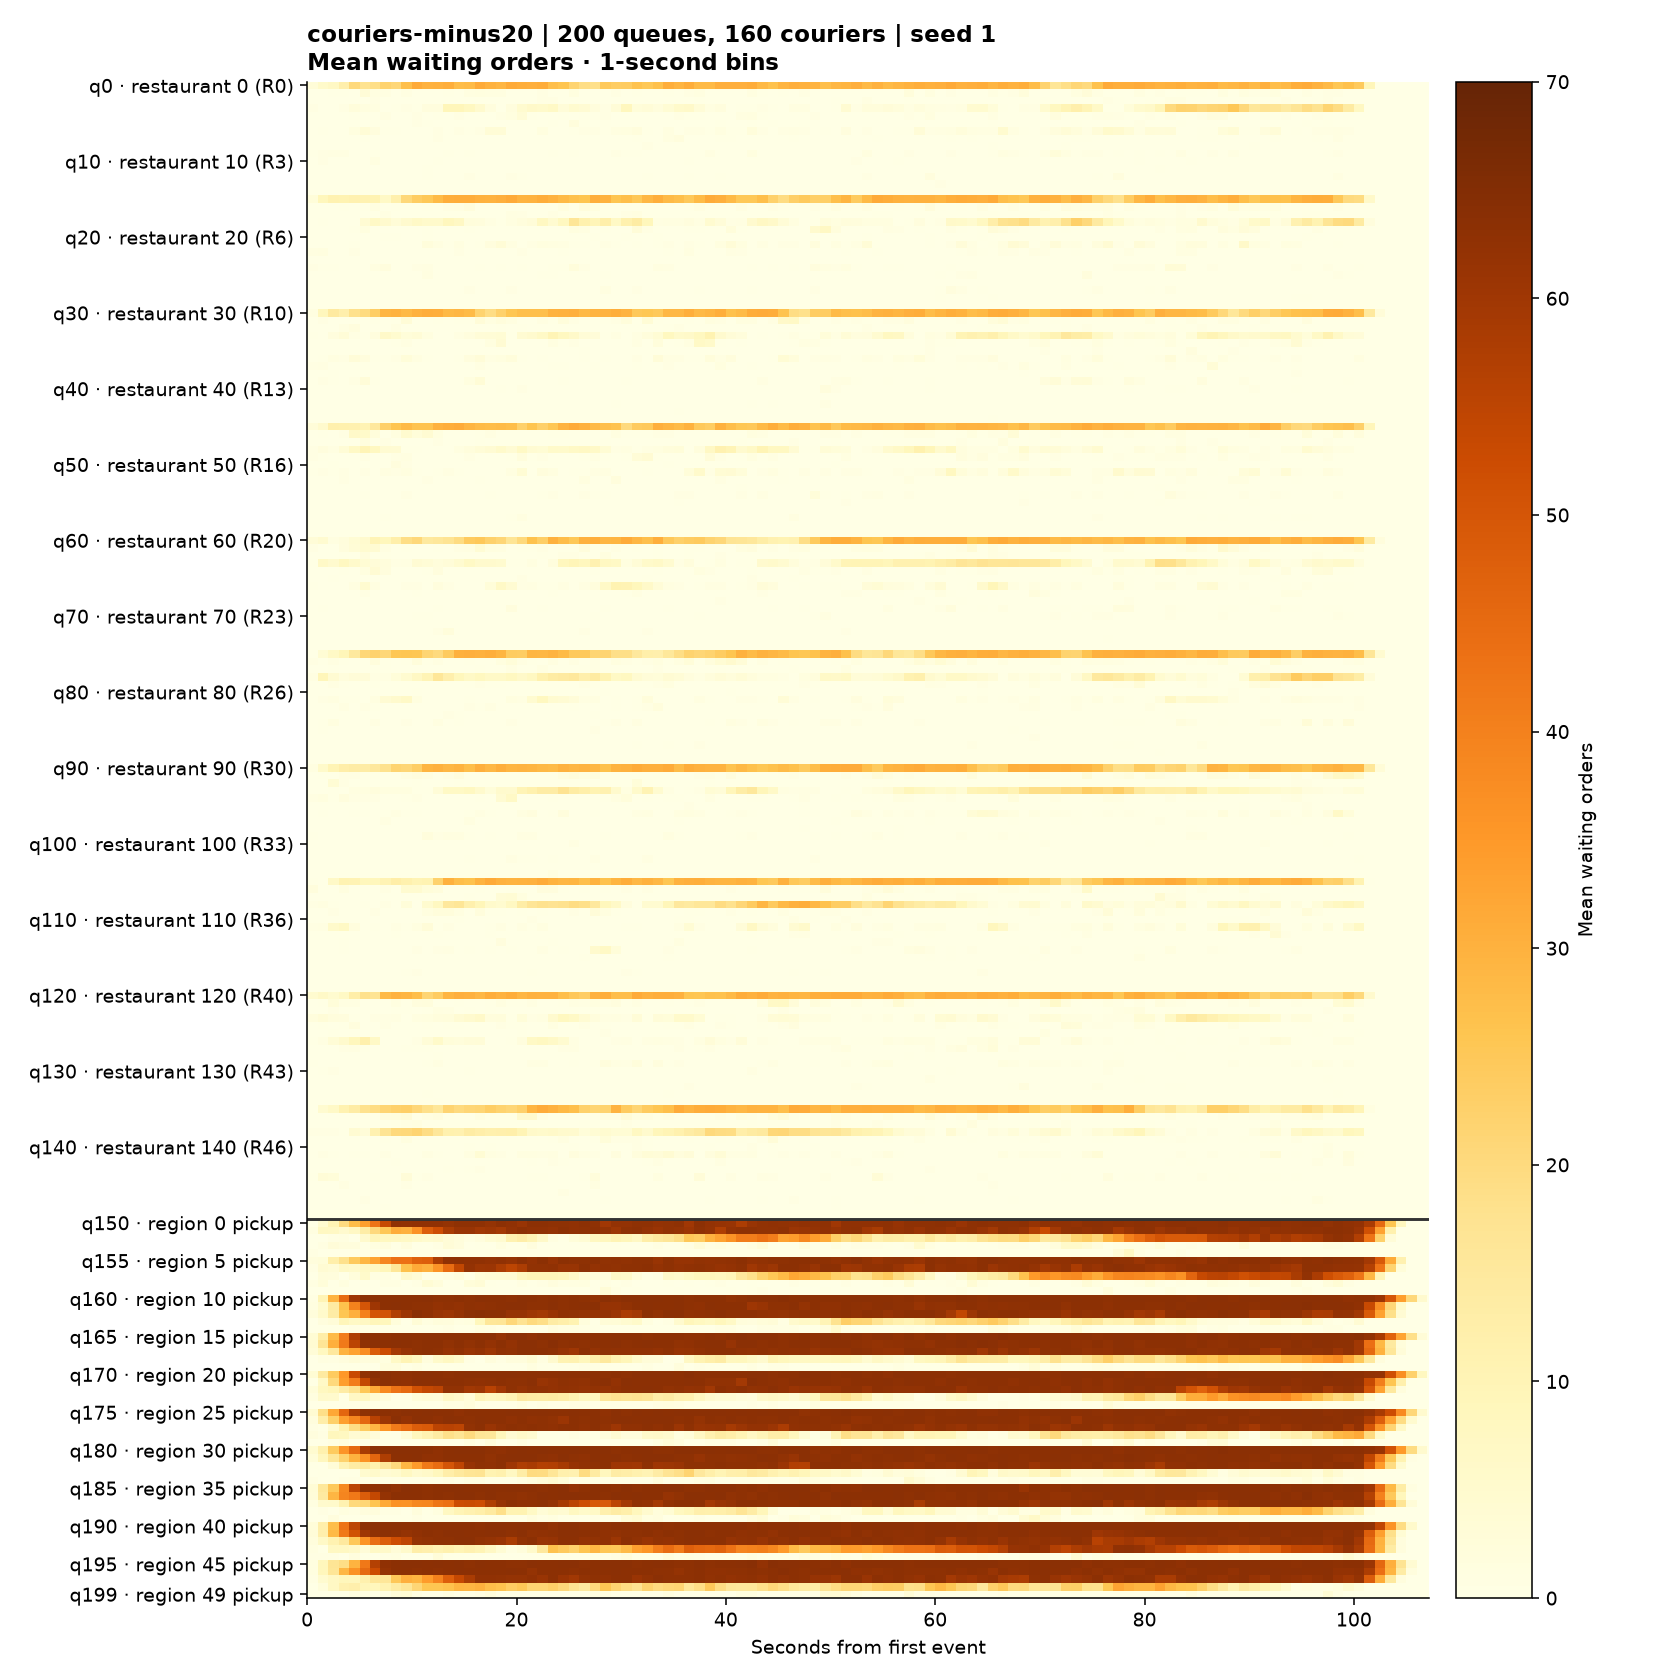 couriers-minus20 | 200 queues, 160 couriers | seed 1
Mean waiting orders · 1-second bins
q0 · restaurant 0 (R0)
q10 · restaurant 10 (R3)
q20 · restaurant 20 (R6)
q30 · restaurant 30 (R10)
q40 · restaurant 40 (R13)
q50 · restaurant 50 (R16)
q60 · restaurant 60 (R20)
q70 · restaurant 70 (R23)
q80 · restaurant 80 (R26)
q90 · restaurant 90 (R30)
q100 · restaurant 100 (R33)
q110 · restaurant 110 (R36)
q120 · restaurant 120 (R40)
q130 · restaurant 130 (R43)
q140 · restaurant 140 (R46)
q150 · region 0 pickup
q155 · region 5 pickup
q160 · region 10 pickup
q165 · region 15 pickup
q170 · region 20 pickup
q175 · region 25 pickup
q180 · region 30 pickup
q185 · region 35 pickup
q190 · region 40 pickup
q195 · region 45 pickup
q199 · region 49 pickup
0 20 40 60 80 100
Seconds from first event
70
60
50
40
30
20
10
0
Mean waiting orders